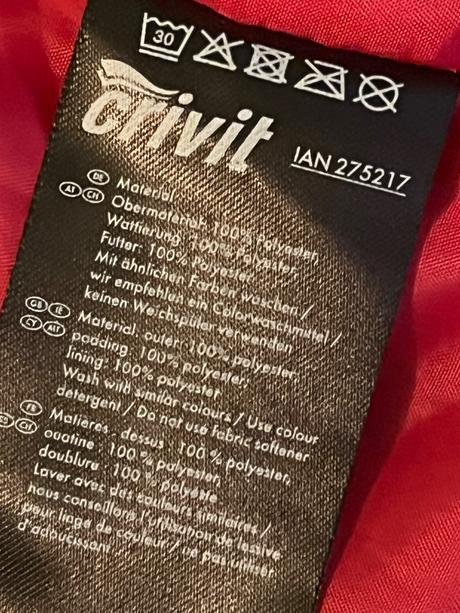 30
crivit
IAN 275217
DE
AT CH
Material
Obermaterial: 100% Polyester,
Wattierung: 100% Polyester,
Futter: 100% Polyester
Mit ähnlichen Farben waschen /
wir empfehlen ein Colorwaschmittel /
keinen Weichspüler verwenden
GB IE
CY MT
Material, outer: 100% polyester,
padding: 100% polyester,
lining: 100% polyester
Wash with similar colours / Use colour
detergent / Do not use fabric softener
FR
CH
Matières: dessus: 100 % polyester,
ouatine: 100 % polyester,
doublure: 100 % polyester
Laver avec des couleurs similaires /
nous conseillons l'utilisation de lessive
pour linge de couleur / ne pas utiliser
d'adoucissant